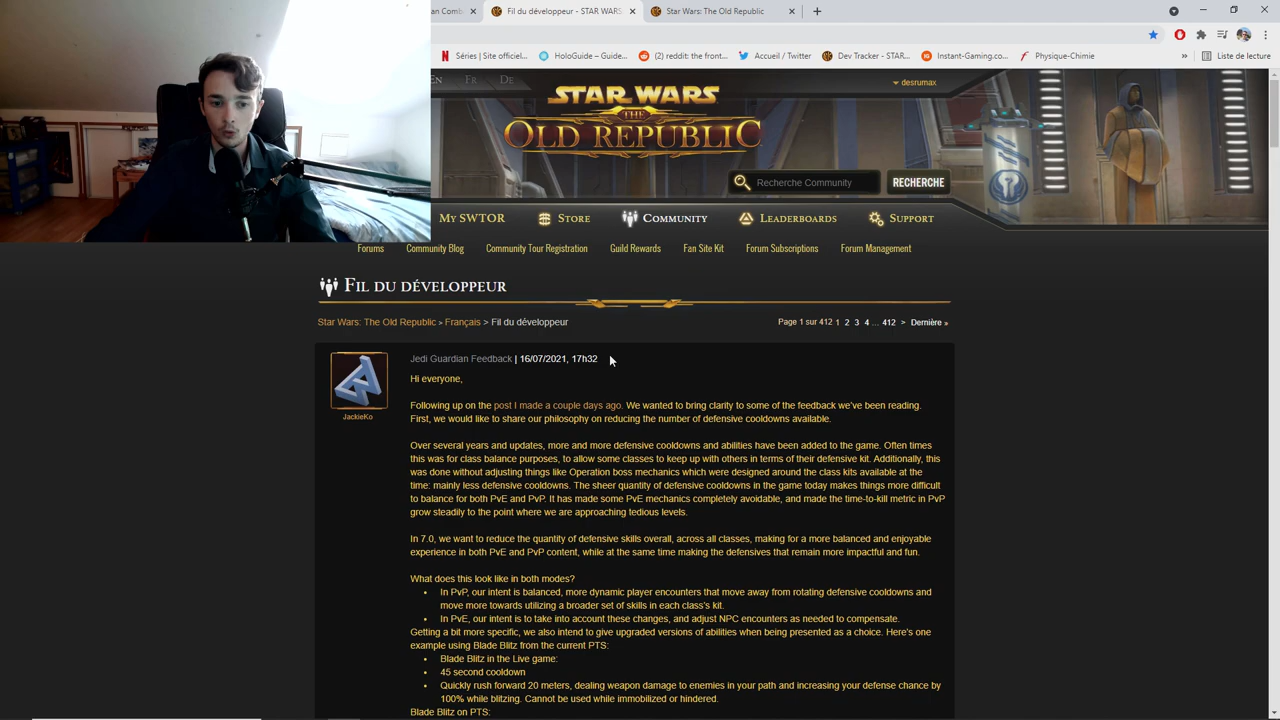 an Comb
Fil du développeur - STAR WARS
Star Wars: The Old Republic
Séries | Site officiel...
HoloGuide – Guide...
(2) reddit: the front...
Accueil / Twitter
Dev Tracker - STAR...
Instant-Gaming.co...
Physique-Chimie
»
Liste de lecture
En Fr De
desrumax
STAR WARS
THE
OLD REPUBLIC
Recherche Community
RECHERCHE
My SWTOR
Store
Community
Leaderboards
Support
Forums
Community Blog
Community Tour Registration
Guild Rewards
Fan Site Kit
Forum Subscriptions
Forum Management
Fil du développeur
Star Wars: The Old Republic > Français > Fil du développeur
Page 1 sur 412 1 2 3 4 ... 412 > Dernière »
JackieKo
Jedi Guardian Feedback | 16/07/2021, 17h32
Hi everyone,
Following up on the post I made a couple days ago. We wanted to bring clarity to some of the feedback we've been reading.
First, we would like to share our philosophy on reducing the number of defensive cooldowns available.
Over several years and updates, more and more defensive cooldowns and abilities have been added to the game. Often times
this was for class balance purposes, to allow some classes to keep up with others in terms of their defensive kit. Additionally, this
was done without adjusting things like Operation boss mechanics which were designed around the class kits available at the
time: mainly less defensive cooldowns. The sheer quantity of defensive cooldowns in the game today makes things more difficult
to balance for both PvE and PvP. It has made some PvE mechanics completely avoidable, and made the time-to-kill metric in PvP
grow steadily to the point where we are approaching tedious levels.
In 7.0, we want to reduce the quantity of defensive skills overall, across all classes, making for a more balanced and enjoyable
experience in both PvE and PvP content, while at the same time making the defensives that remain more impactful and fun.
What does this look like in both modes?
• In PvP, our intent is balanced, more dynamic player encounters that move away from rotating defensive cooldowns and
move more towards utilizing a broader set of skills in each class's kit.
• In PvE, our intent is to take into account these changes, and adjust NPC encounters as needed to compensate.
Getting a bit more specific, we also intend to give upgraded versions of abilities when being presented as a choice. Here's one
example using Blade Blitz from the current PTS:
• Blade Blitz in the Live game:
• 45 second cooldown
• Quickly rush forward 20 meters, dealing weapon damage to enemies in your path and increasing your defense chance by
100% while blitzing. Cannot be used while immobilized or hindered.
Blade Blitz on PTS: